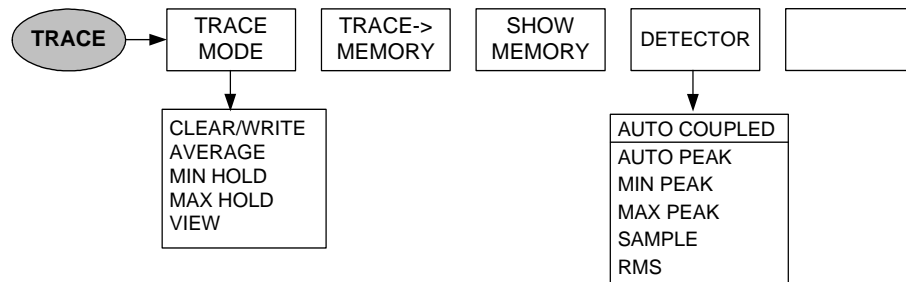 TRACE
TRACE
MODE
TRACE->
MEMORY
SHOW
MEMORY
DETECTOR
CLEAR/WRITE
AVERAGE
MIN HOLD
MAX HOLD
VIEW
AUTO COUPLED
AUTO PEAK
MIN PEAK
MAX PEAK
SAMPLE
RMS